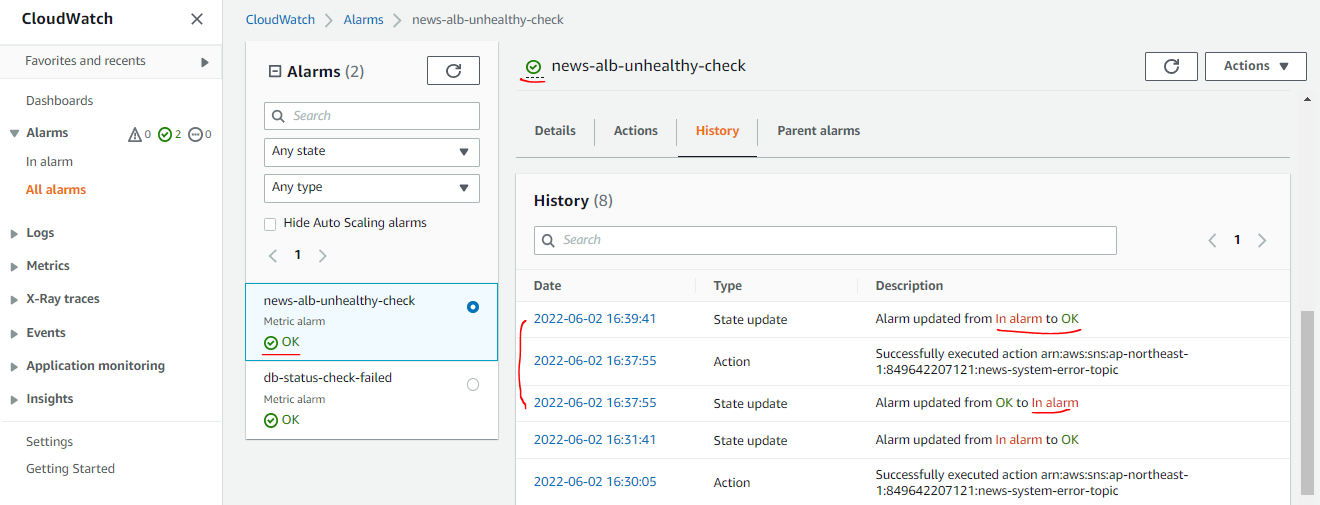 CloudWatch
Favorites and recents
Dashboards
Alarms 0 2 0
In alarm
All alarms
Logs
Metrics
X-Ray traces
Events
Application monitoring
Insights
Settings
Getting Started
CloudWatch > Alarms > news-alb-unhealthy-check
Alarms (2)
Search
Any state
Any type
Hide Auto Scaling alarms
1
news-alb-unhealthy-check
Metric alarm
OK
db-status-check-failed
Metric alarm
OK
news-alb-unhealthy-check
Actions
Details Actions History Parent alarms
History (8)
Search
1
Date Type Description
2022-06-02 16:39:41 State update Alarm updated from In alarm to OK
2022-06-02 16:37:55 Action Successfully executed action arn:aws:sns:ap-northeast-
1:849642207121:news-system-error-topic
2022-06-02 16:37:55 State update Alarm updated from OK to In alarm
2022-06-02 16:31:41 State update Alarm updated from In alarm to OK
2022-06-02 16:30:05 Action Successfully executed action arn:aws:sns:ap-northeast-
1:849642207121:news-system-error-topic